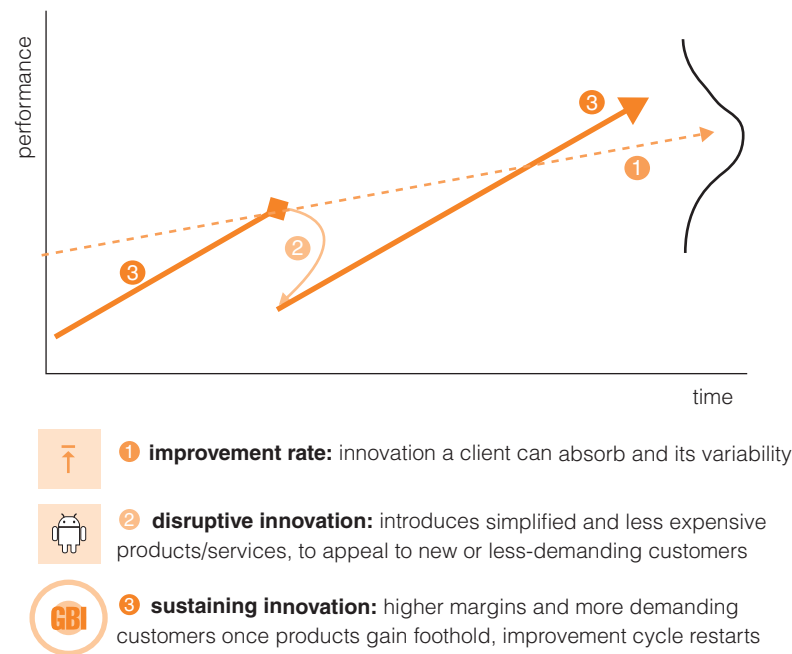 performance
3
1
2
3
time
1 improvement rate: innovation a client can absorb and its variability
2 disruptive innovation: introduces simplified and less expensive
products/services, to appeal to new or less-demanding customers
GBI
3 sustaining innovation: higher margins and more demanding
customers once products gain foothold, improvement cycle restarts